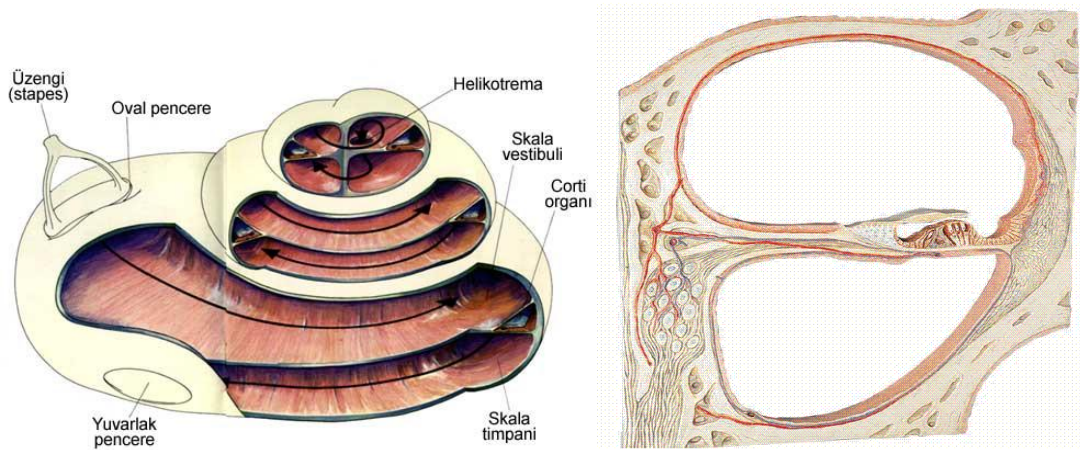 Üzengi
(stapes)
Oval pencere
Helikotrema
Skala
vestibuli
Corti
organı
Yuvarlak
pencere
Skala
timpani